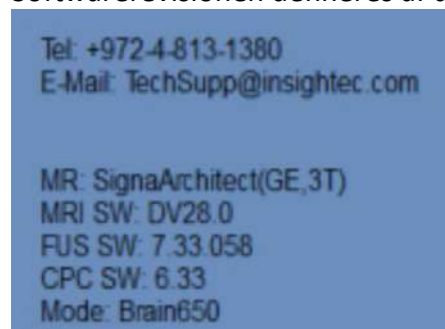 Tel: +972-4-813-1380
E-Mail: TechSupp@insightec.com
MR: SignaArchitect(GE,3T)
MRI SW: DV28.0
FUS SW: 7.33.058
CPC SW: 6.33
Mode: Brain650